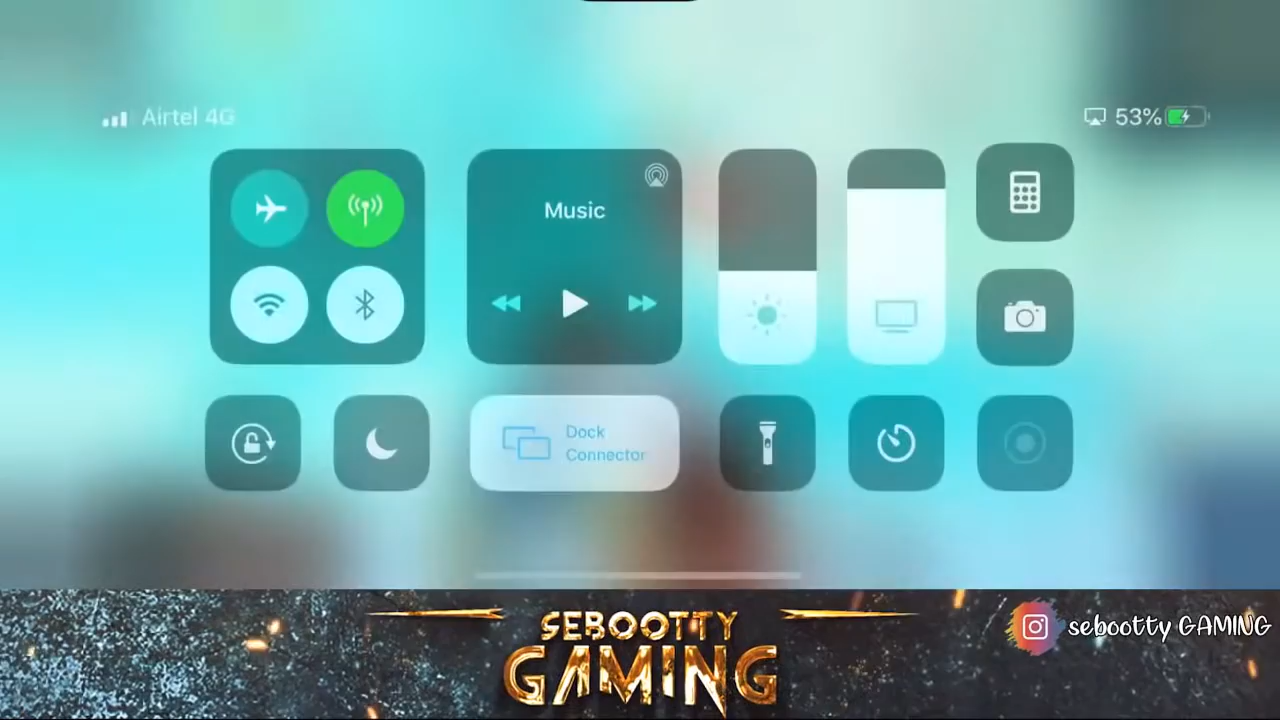 Airtel 4G
53%
Music
Dock
Connector
SEBOOTTY
GAMING
sebootty GAMING